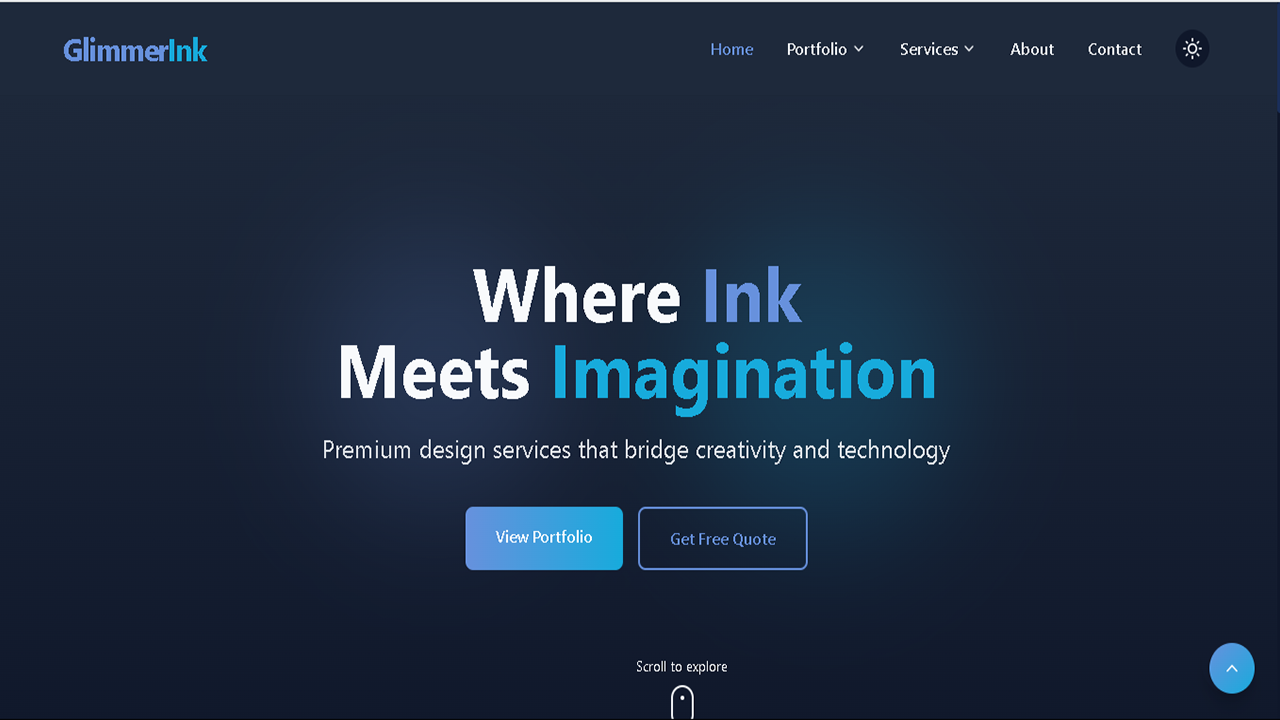 GlimmerInk
Home Portfolio Services About Contact
Where Ink
Meets Imagination
Premium design services that bridge creativity and technology
View Portfolio Get Free Quote
Scroll to explore